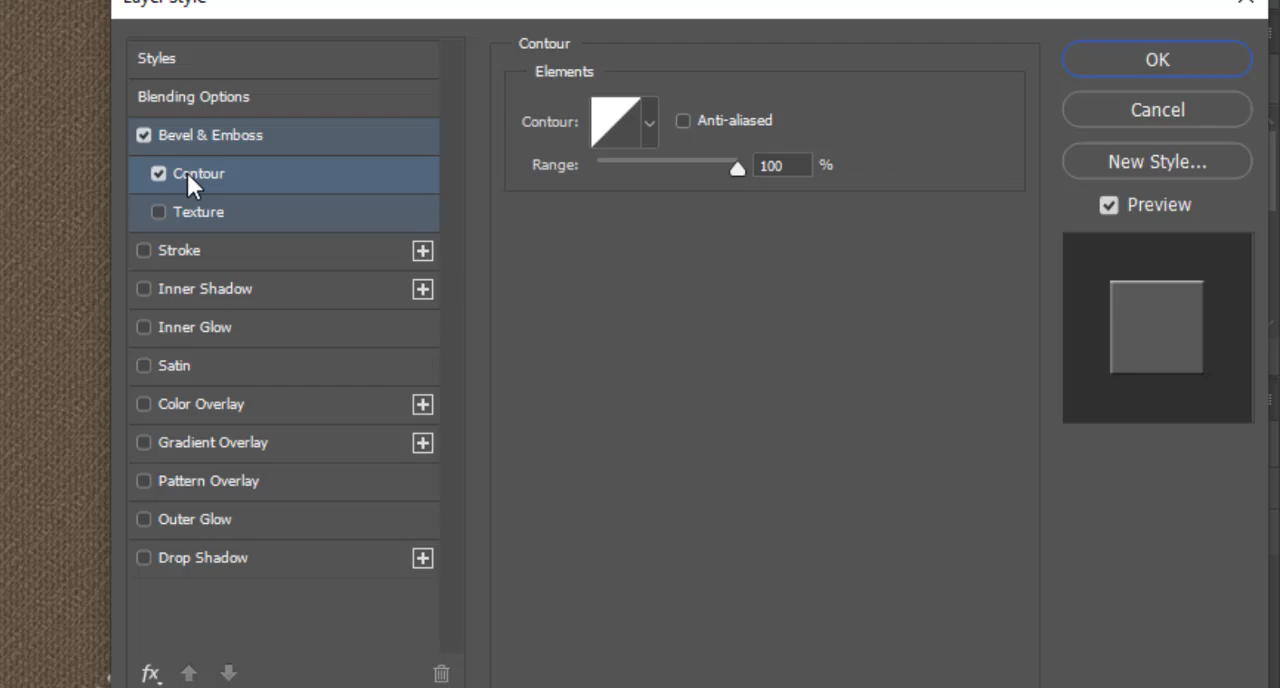 Layer Style
Styles
Blending Options
Bevel & Emboss
Contour
Texture
Stroke
Inner Shadow
Inner Glow
Satin
Color Overlay
Gradient Overlay
Pattern Overlay
Outer Glow
Drop Shadow
fx
Contour
Elements
Contour:
Anti-aliased
Range:
100
%
OK
Cancel
New Style...
Preview